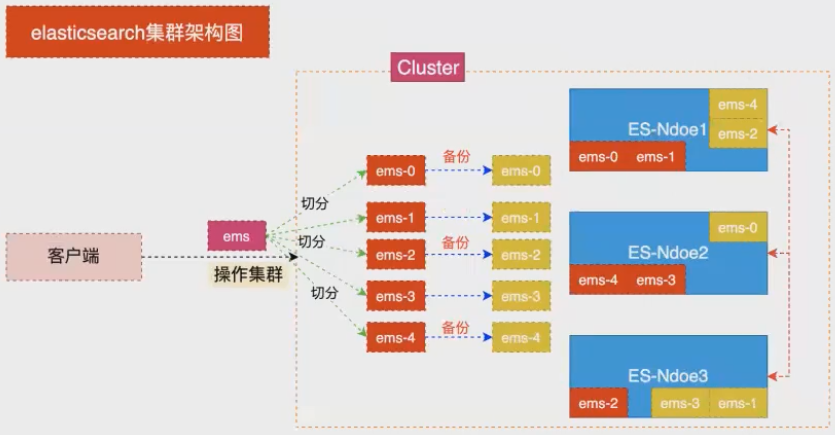 elasticsearch集群架构图
Cluster
ems-4
ES-Ndoe1
ems-2
ems-0
ems-1
备份
ems-0
ems-0
切分
ems
ems-1
ems-1
切分
备份
ems-2
ems-2
客户端
操作集群
切分
ems-3
ems-3
备份
ems-4
ems-4
ems-0
ES-Ndoe2
ems-4
ems-3
ES-Ndoe3
ems-2
ems-3
ems-1